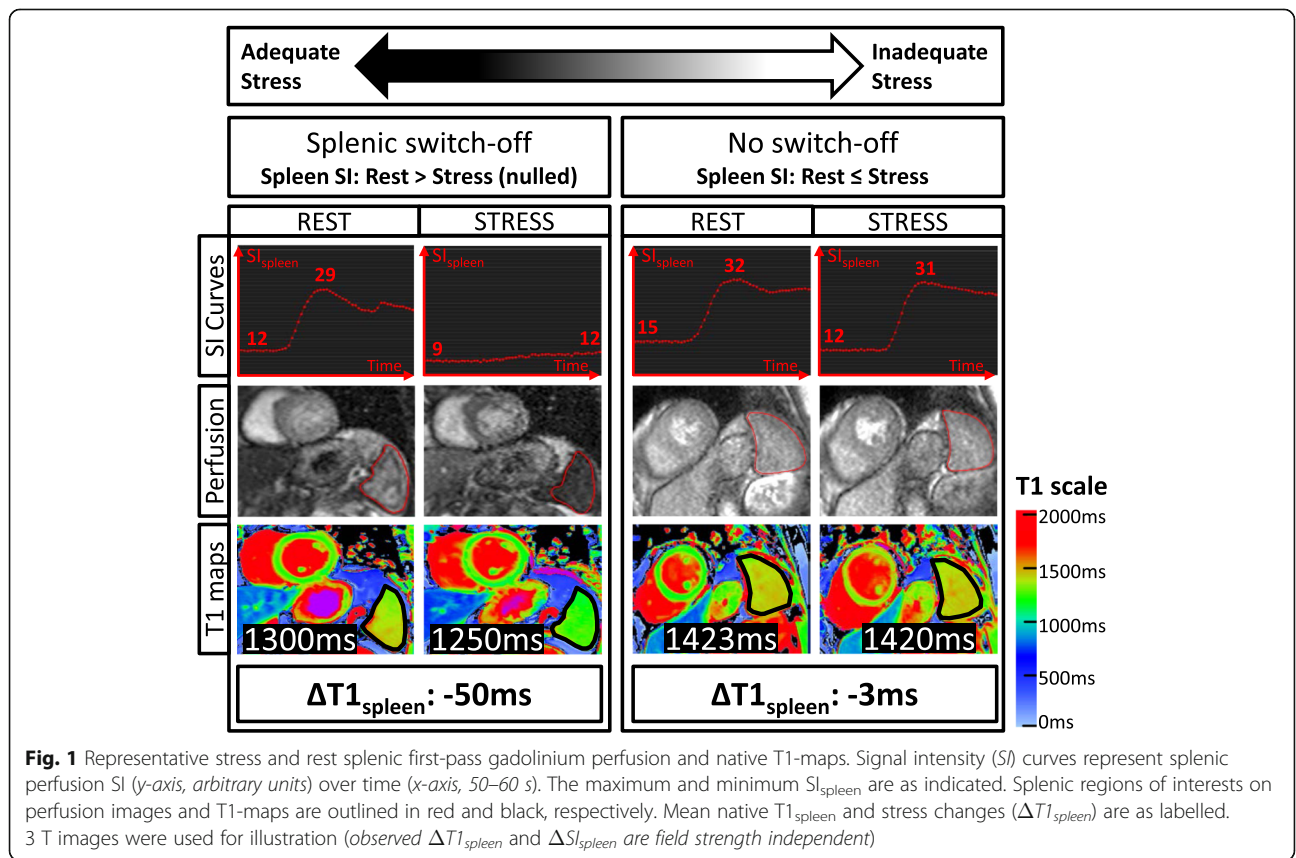 Adequate Stress
Inadequate Stress
Splenic switch-off
Spleen SI: Rest > Stress (nulled)
No switch-off
Spleen SI: Rest ≤ Stress
REST STRESS REST STRESS
SI Curves
SIspleen
29
12
Time
SIspleen
9
12
Time
SIspleen
32
15
Time
SIspleen
31
12
Time
Perfusion
T1 maps
1300ms
1250ms
1423ms
1420ms
ΔT1spleen: -50ms
ΔT1spleen: -3ms
T1 scale
2000ms
1500ms
1000ms
500ms
0ms
Fig. 1 Representative stress and rest splenic first-pass gadolinium perfusion and native T1-maps. Signal intensity (SI) curves represent splenic
perfusion SI (y-axis, arbitrary units) over time (x-axis, 50–60 s). The maximum and minimum SIspleen are as indicated. Splenic regions of interests on
perfusion images and T1-maps are outlined in red and black, respectively. Mean native T1spleen and stress changes (ΔT1spleen) are as labelled.
3 T images were used for illustration (observed ΔT1spleen and ΔSIspleen are field strength independent)